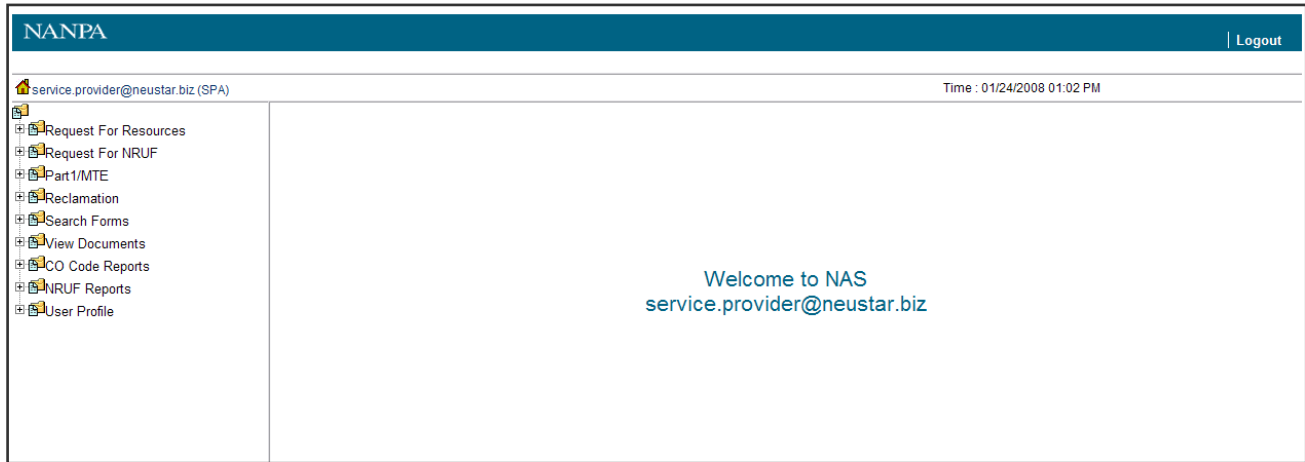 NANPA
Logout
service.provider@neustar.biz (SPA)
Time : 01/24/2008 01:02 PM
Request For Resources
Request For NRUF
Part1/MTE
Reclamation
Search Forms
View Documents
CO Code Reports
NRUF Reports
User Profile
Welcome to NAS
service.provider@neustar.biz